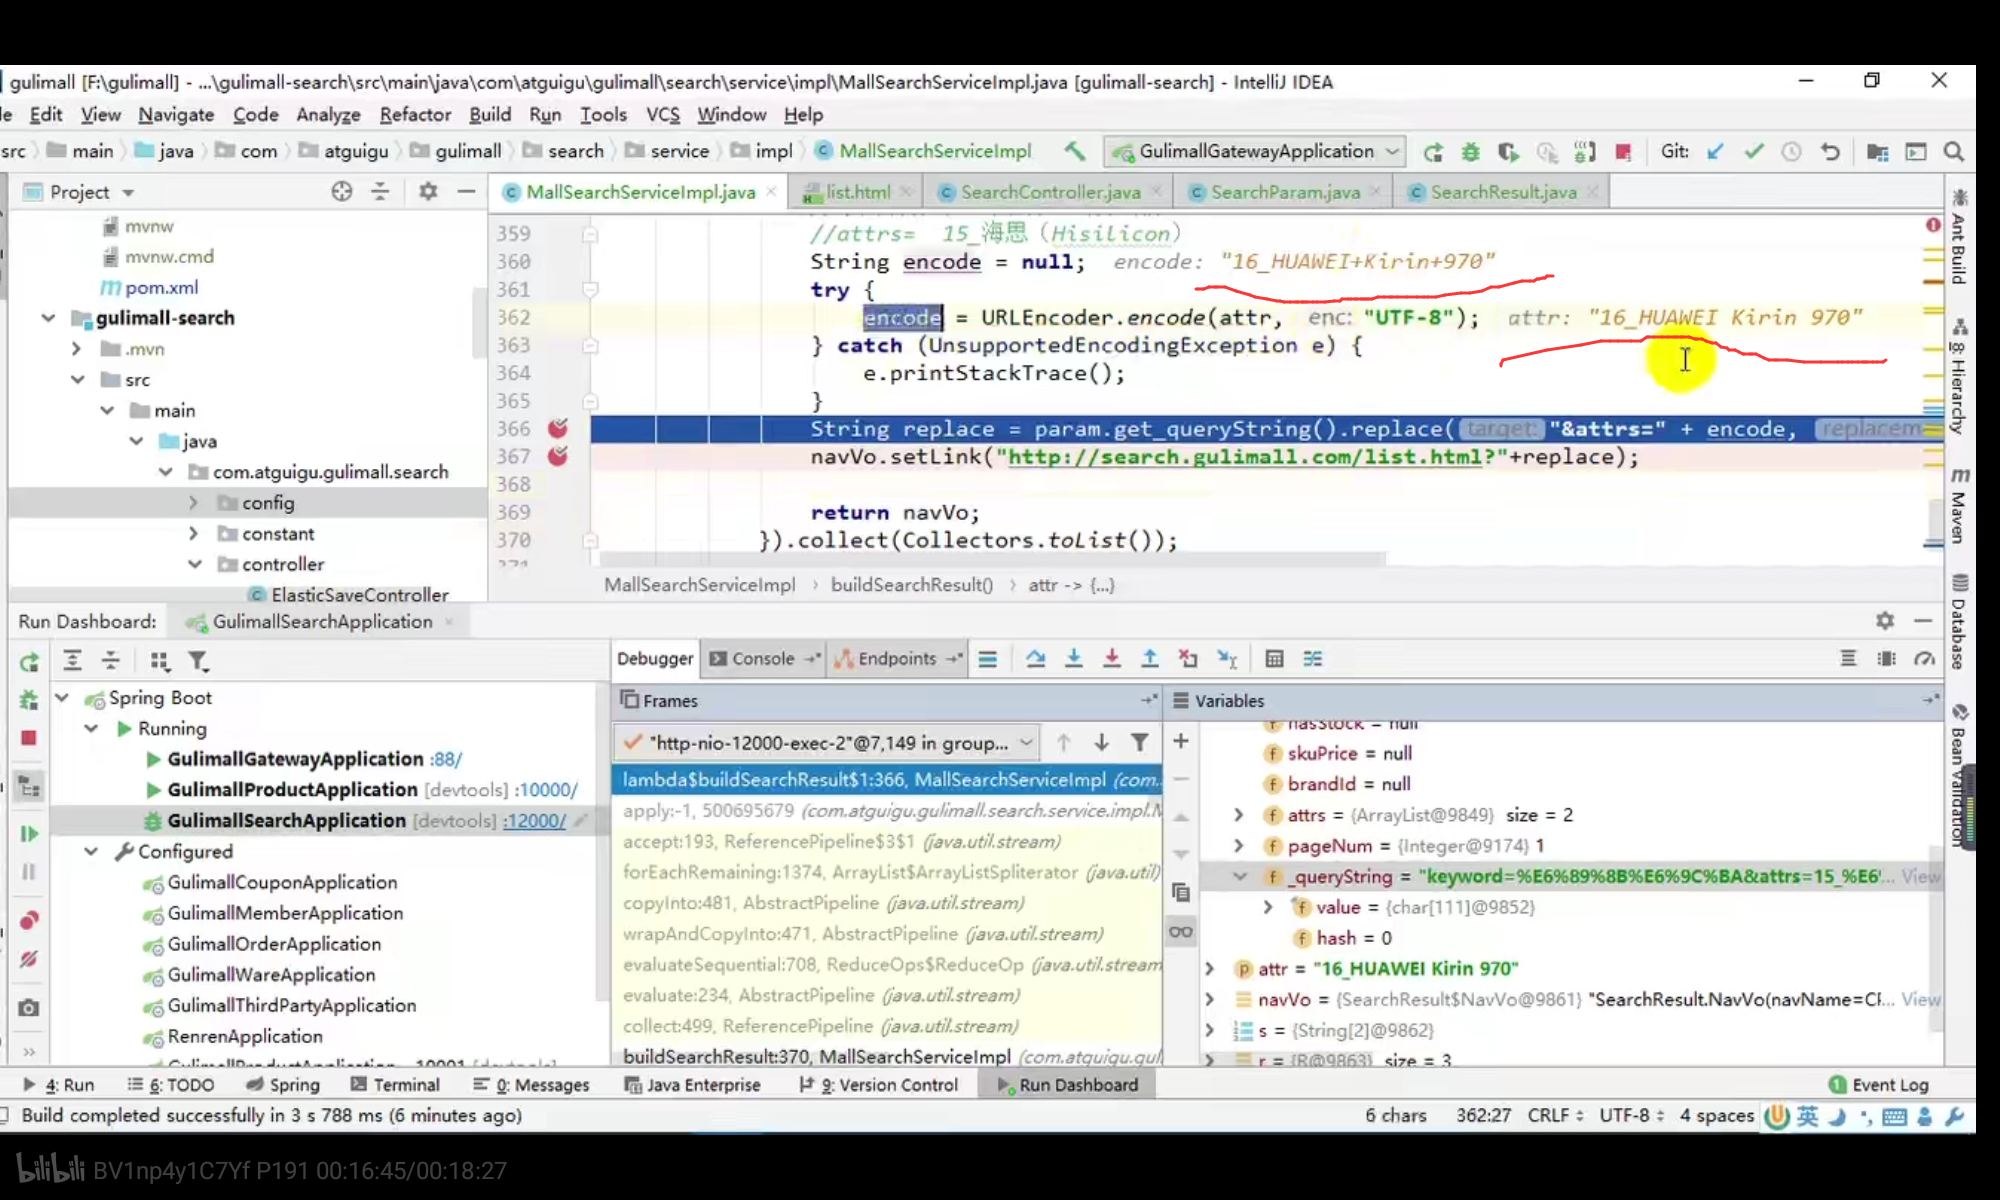 gulimall [F:\gulimall] - ...\gulimall-search\src\main\java\com\atguigu\gulimall\search\service\impl\MallSearchServiceImpl.java [gulimall-search] - IntelliJ IDEA
Edit View Navigate Code Analyze Refactor Build Run Tools VCS Window Help
src main java com atguigu gulimall search service impl MallSearchServiceImpl GulimallGatewayApplication Git:
Project MallSearchServiceImpl.java list.html SearchController.java SearchParam.java SearchResult.java
mvnw
mvnw.cmd
pom.xml
gulimall-search
.mvn
src
main
java
com.atguigu.gulimall.search
config
constant
controller
ElasticSaveController
359 //attrs= 15_海思（Hisilicon）
360 String encode = null; encode: "16_HUAWEI+Kirin+970"
361 try {
362 encode = URLEncoder.encode(attr, enc: "UTF-8"); attr: "16_HUAWEI Kirin 970"
363 } catch (UnsupportedEncodingException e) {
364 e.printStackTrace();
365 }
366 String replace = param.get_queryString().replace( target: "&attrs=" + encode, replacem
367 navVo.setLink("http://search.gulimall.com/list.html?"+replace);
368
369 return navVo;
370 }).collect(Collectors.toList());
MallSearchServiceImpl › buildSearchResult() › attr -> {...}
Ant Build
8: Hierarchy
Maven
Database
Bean Validation
Run Dashboard: GulimallSearchApplication
Debugger Console Endpoints
Spring Boot
Running
GulimallGatewayApplication :88/
GulimallProductApplication [devtools] :10000/
GulimallSearchApplication [devtools] :12000/
Configured
GulimallCouponApplication
GulimallMemberApplication
GulimallOrderApplication
GulimallWareApplication
GulimallThirdPartyApplication
RenrenApplication
GulimallProductApplication - 10001 [devtools]
Frames
"http-nio-12000-exec-2"@7,149 in group...
lambda$buildSearchResult$1:366, MallSearchServiceImpl (com.
apply:-1, 500695679 (com.atguigu.gulimall.search.service.impl.M
accept:193, ReferencePipeline$3$1 (java.util.stream)
forEachRemaining:1374, ArrayList$ArrayListSpliterator (java.util)
copyInto:481, AbstractPipeline (java.util.stream)
wrapAndCopyInto:471, AbstractPipeline (java.util.stream)
evaluateSequential:708, ReduceOps$ReduceOp (java.util.stream
evaluate:234, AbstractPipeline (java.util.stream)
collect:499, ReferencePipeline (java.util.stream)
buildSearchResult:370, MallSearchServiceImpl (com.atguigu.gul
Variables
hasStock = null
skuPrice = null
brandId = null
attrs = {ArrayList@9849} size = 2
pageNum = {Integer@9174} 1
_queryString = "keyword=%E6%89%8B%E6%9C%BA&attrs=15_%E6'... View
value = {char[111]@9852}
hash = 0
attr = "16_HUAWEI Kirin 970"
navVo = {SearchResult$NavVo@9861} "SearchResult.NavVo(navName=CF... View
s = {String[2]@9862}
r = {R@9863} size = 3
4: Run 6: TODO Spring Terminal 0: Messages Java Enterprise 9: Version Control Run Dashboard 1 Event Log
Build completed successfully in 3 s 788 ms (6 minutes ago) 6 chars 362:27 CRLF UTF-8 4 spaces 英
bilibili BV1np4y1C7Yf P191 00:16:45/00:18:27